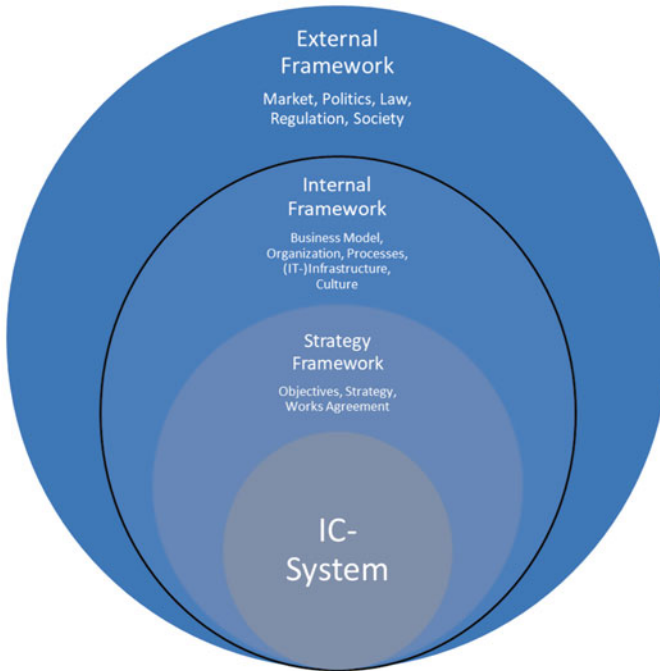 External
Framework
Market, Politics, Law,
Regulation, Society
Internal
Framework
Business Model,
Organization, Processes,
(IT-)Infrastructure,
Culture
Strategy
Framework
Objectives, Strategy,
Works Agreement
IC-
System